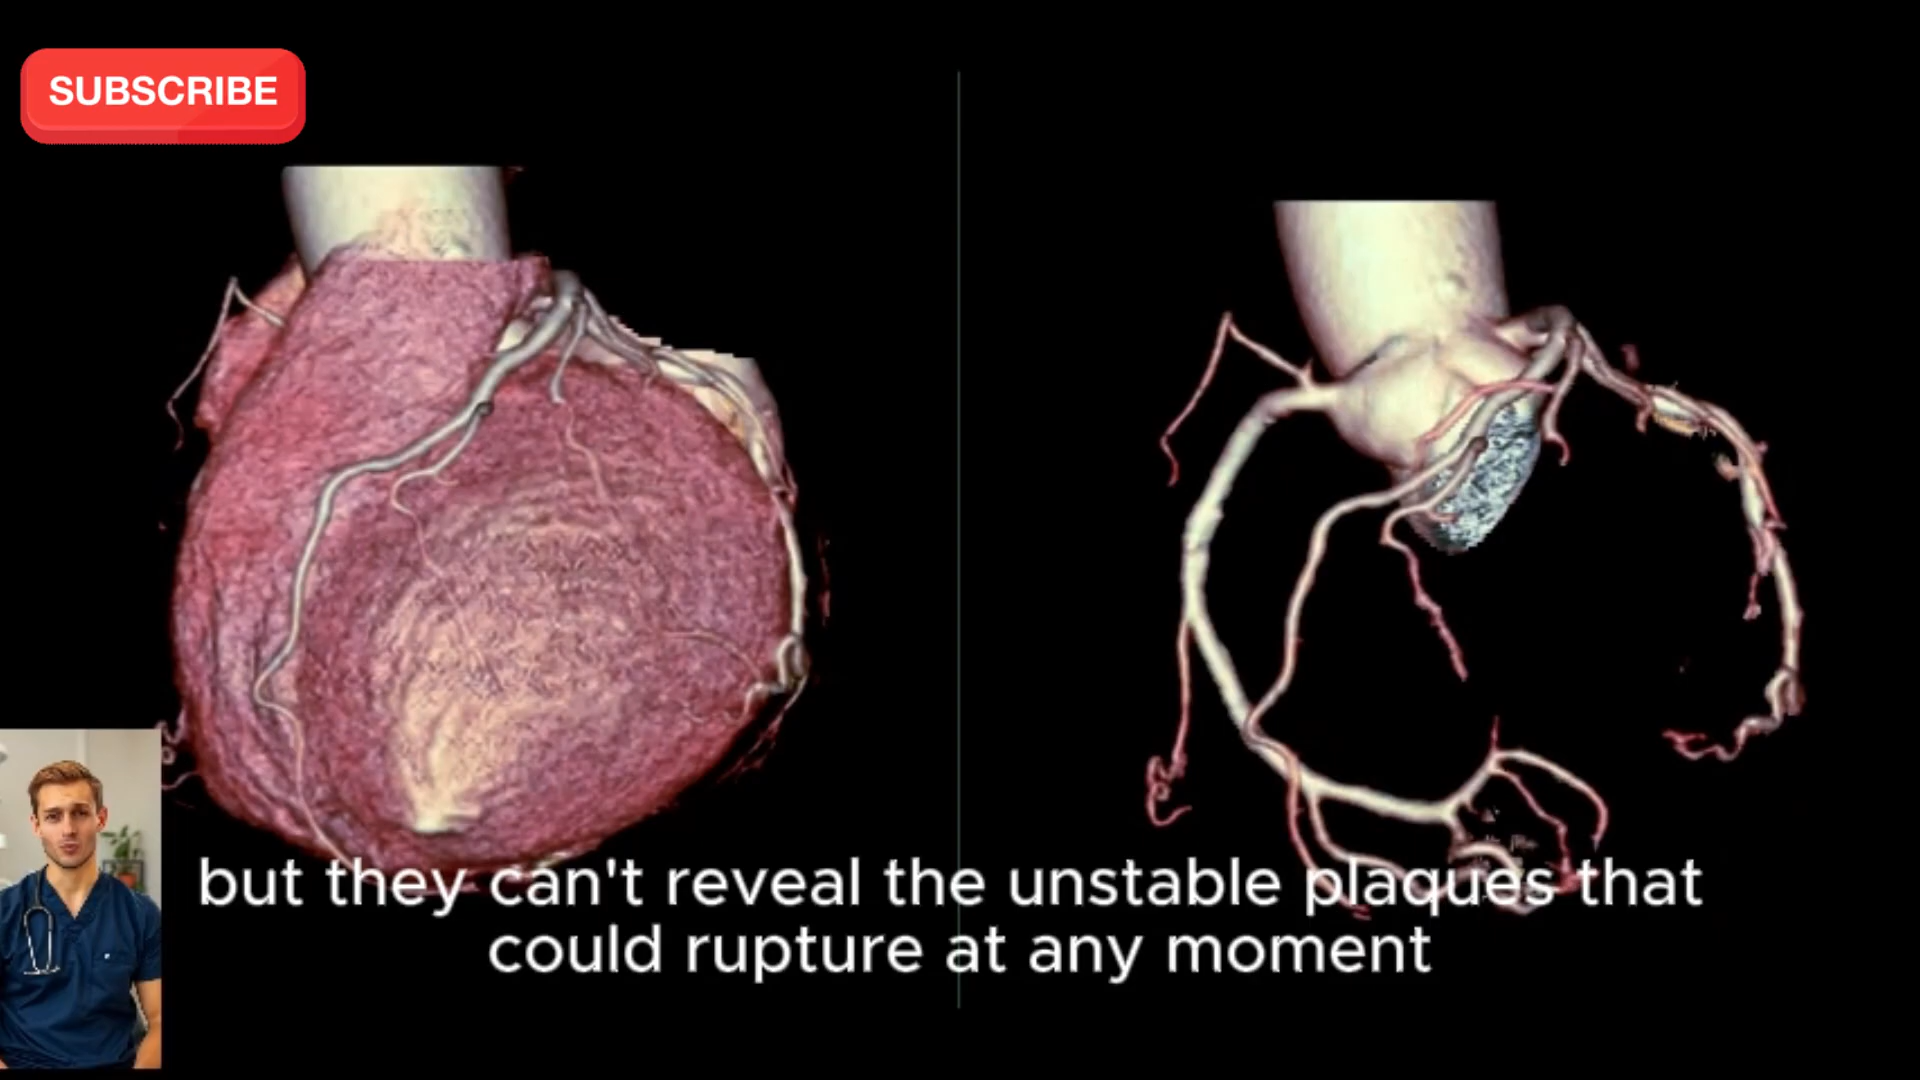 SUBSCRIBE
but they can't reveal the unstable plaques that
could rupture at any moment